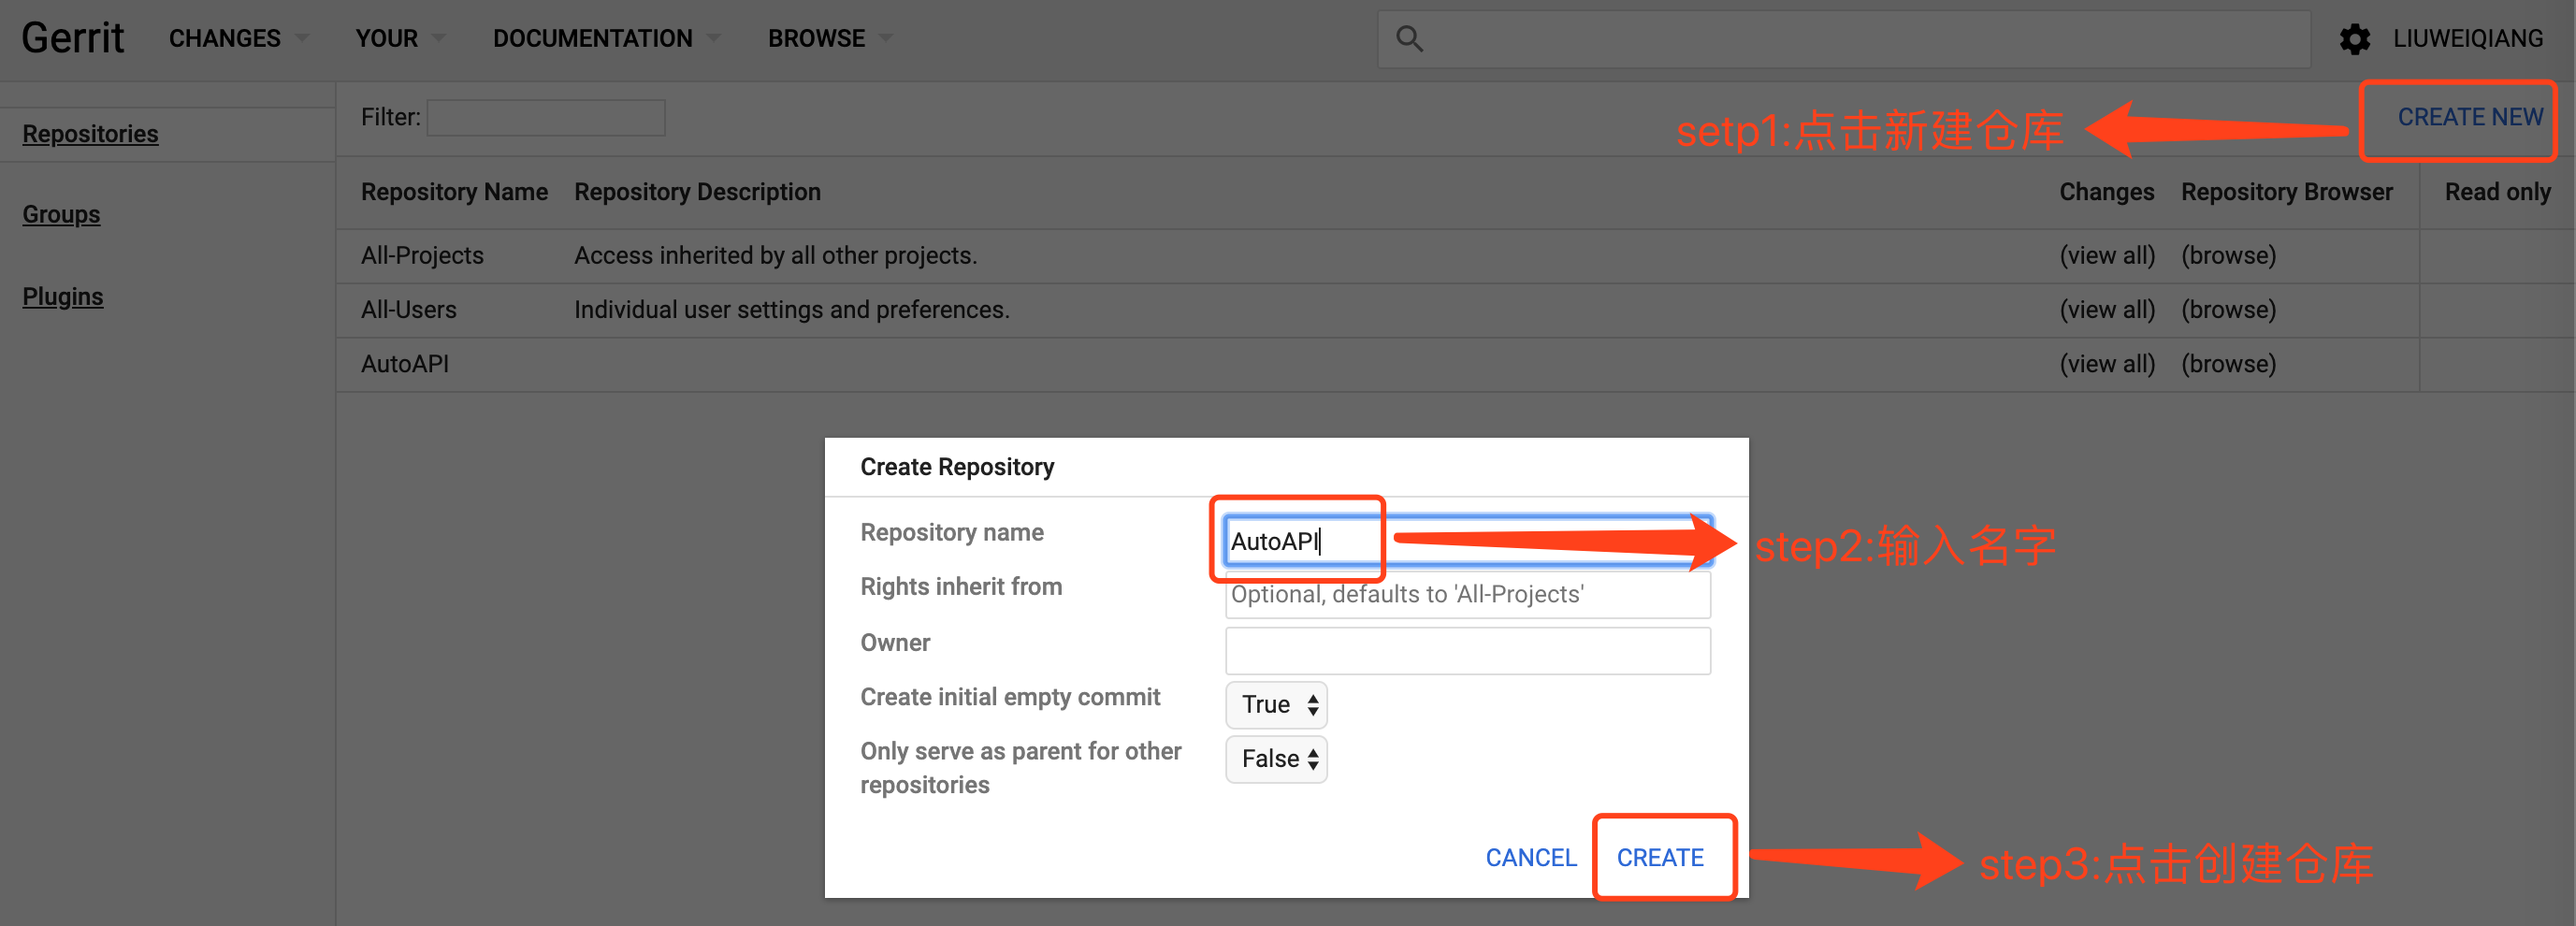 Gerrit CHANGES YOUR DOCUMENTATION BROWSE LIUWEIQIANG
Repositories
Groups
Plugins
Filter:
setp1:点击新建仓库
CREATE NEW
Repository Name Repository Description Changes Repository Browser Read only
All-Projects Access inherited by all other projects. (view all) (browse)
All-Users Individual user settings and preferences. (view all) (browse)
AutoAPI (view all) (browse)
Create Repository
Repository name AutoAPI
step2:输入名字
Rights inherit from Optional, defaults to 'All-Projects'
Owner
Create initial empty commit True
Only serve as parent for other False
repositories
CANCEL CREATE
step3:点击创建仓库